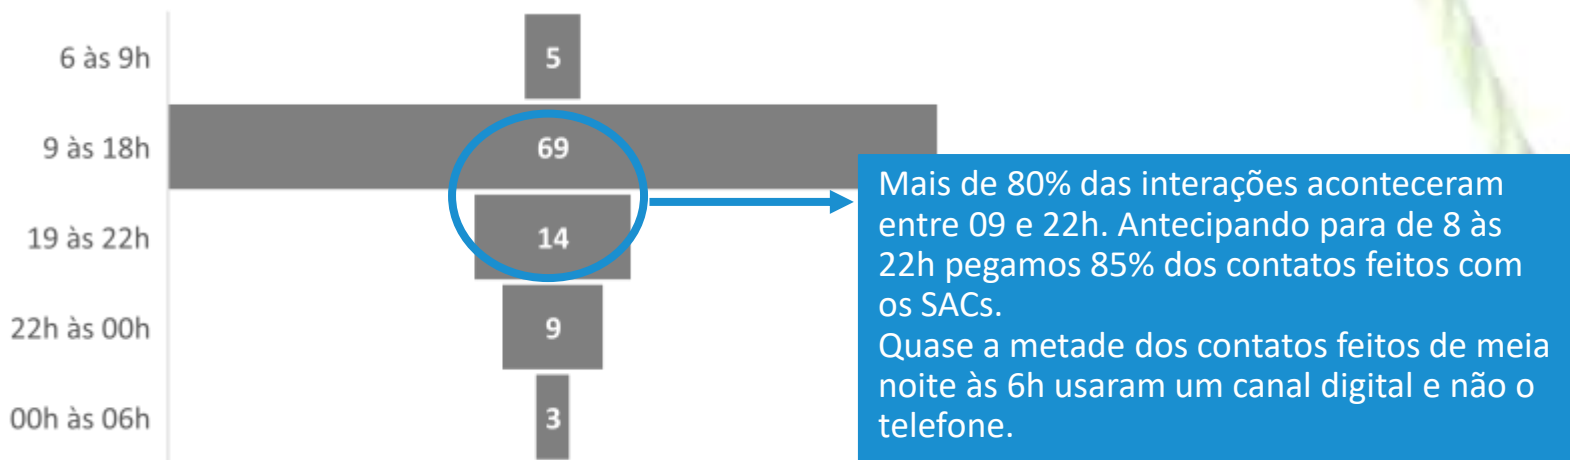 6 às 9h
5
9 às 18h
69
19 às 22h
14
22h às 00h
9
00h às 06h
3
Mais de 80% das interações aconteceram
entre 09 e 22h. Antecipando para de 8 às
22h pegamos 85% dos contatos feitos com
os SACs.
Quase a metade dos contatos feitos de meia
noite às 6h usaram um canal digital e não o
telefone.